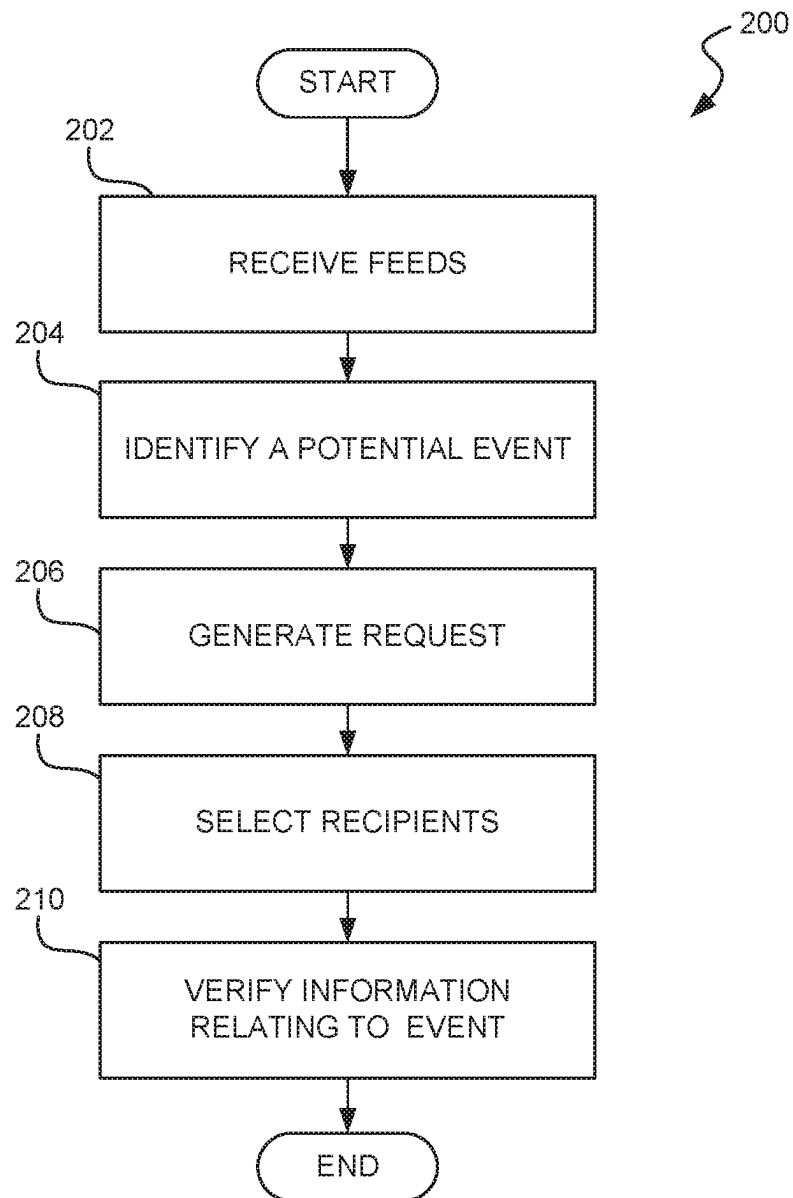 200
START
202
RECEIVE FEEDS
204
IDENTIFY A POTENTIAL EVENT
206
GENERATE REQUEST
208
SELECT RECIPIENTS
210
VERIFY INFORMATION
RELATING TO EVENT
END